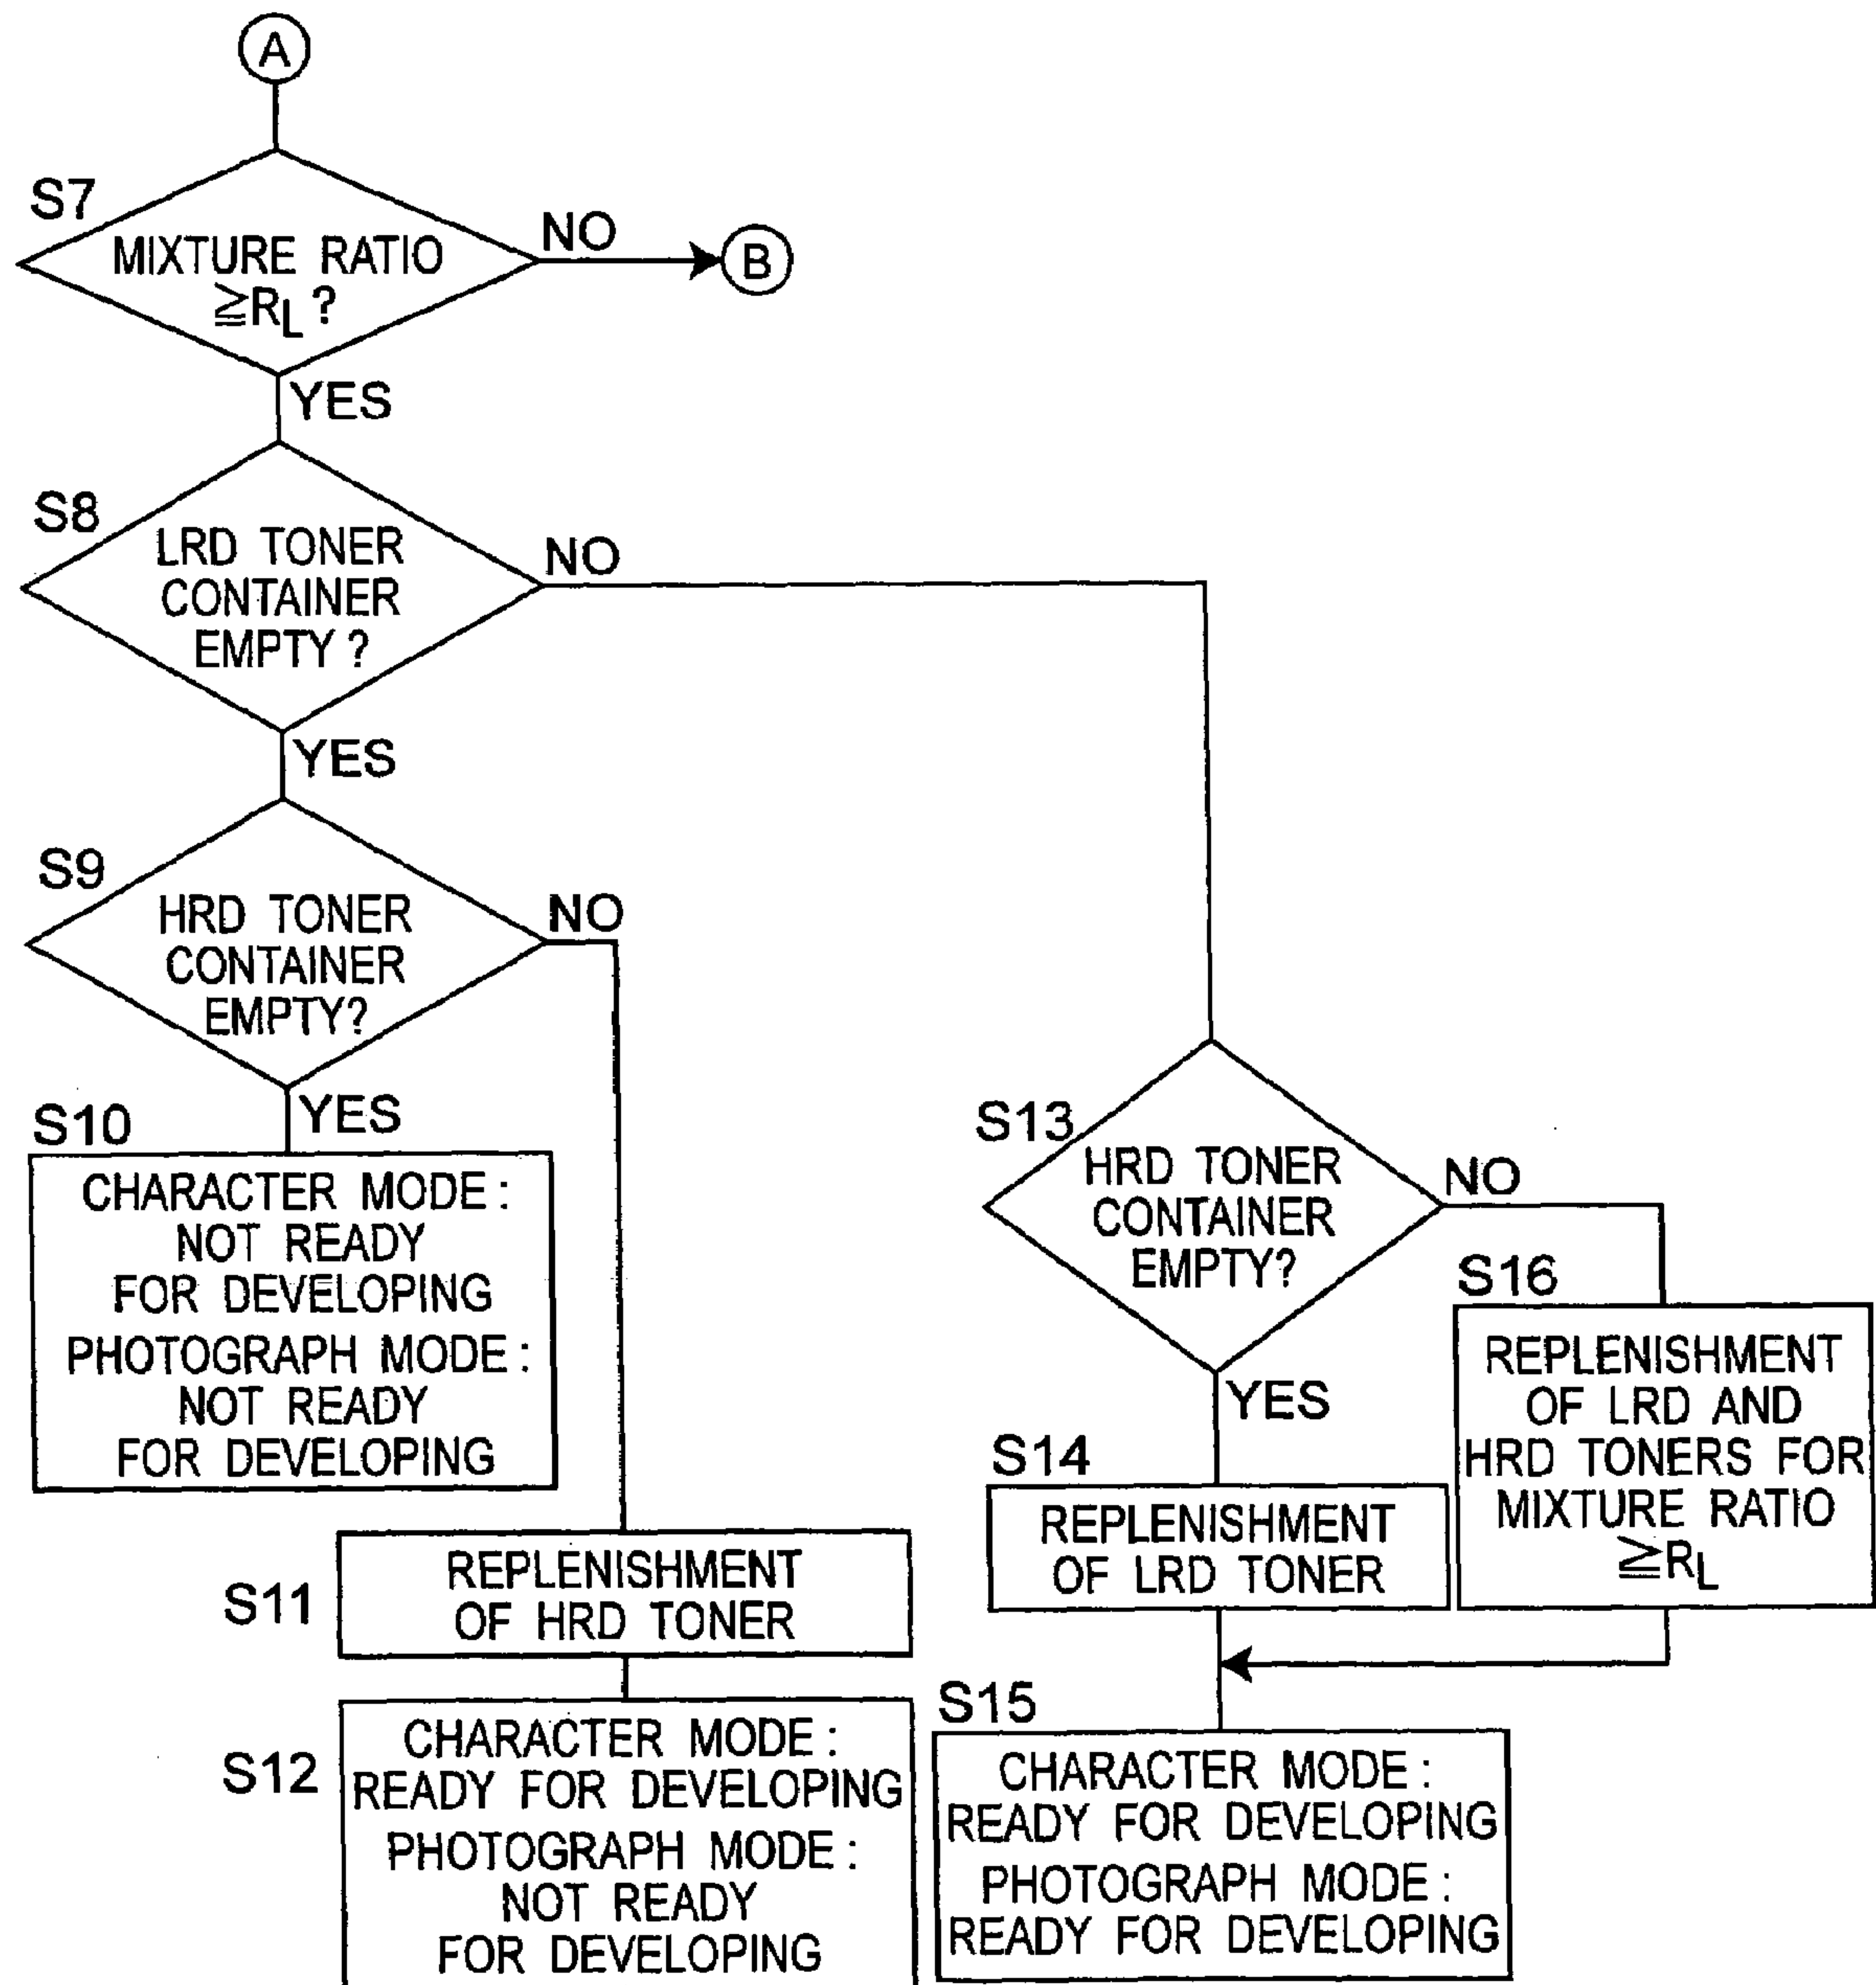 A
S7
MIXTURE RATIO
≧RL ?
NO
B
YES
S8
LRD TONER
CONTAINER
EMPTY ?
NO
YES
S9
HRD TONER
CONTAINER
EMPTY?
NO
YES
S10
CHARACTER MODE :
NOT READY
FOR DEVELOPING
PHOTOGRAPH MODE :
NOT READY
FOR DEVELOPING
S11
REPLENISHMENT
OF HRD TONER
S12
CHARACTER MODE :
READY FOR DEVELOPING
PHOTOGRAPH MODE :
NOT READY
FOR DEVELOPING
S13
HRD TONER
CONTAINER
EMPTY?
NO
YES
S14
REPLENISHMENT
OF LRD TONER
S16
REPLENISHMENT
OF LRD AND
HRD TONERS FOR
MIXTURE RATIO
≧RL
S15
CHARACTER MODE :
READY FOR DEVELOPING
PHOTOGRAPH MODE :
READY FOR DEVELOPING